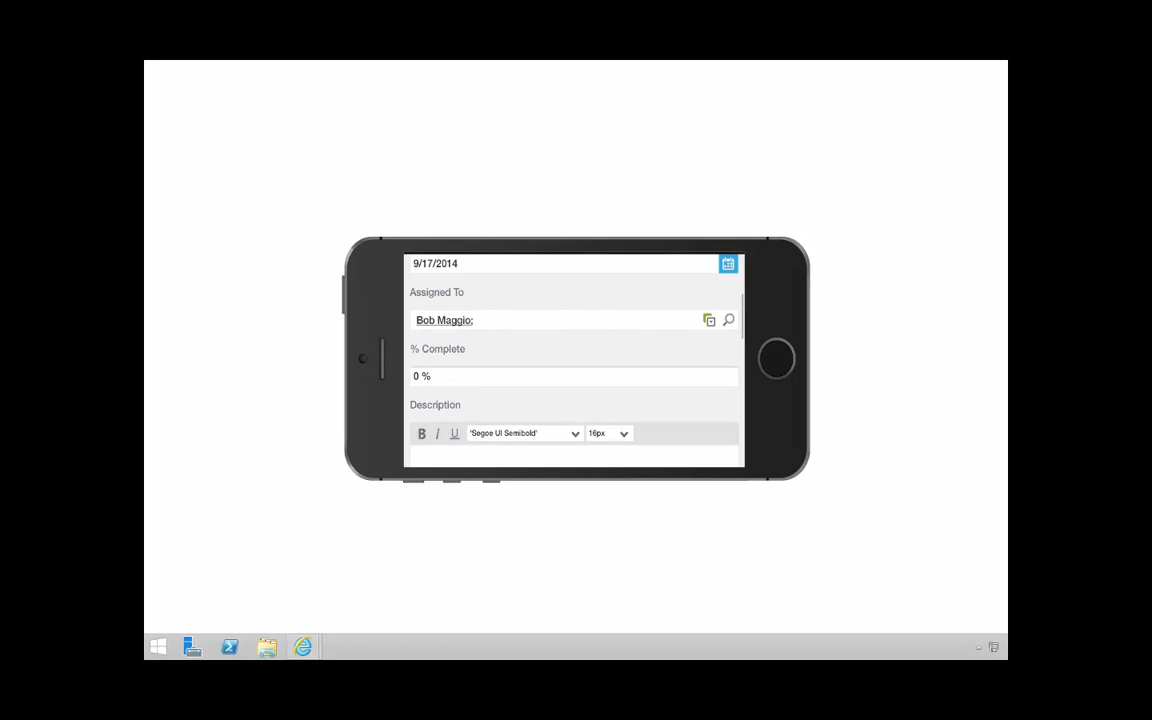 9/17/2014
Assigned To
Bob Maggio;
% Complete
0 %
Description
B I U 'Segoe UI Semibold' 16px